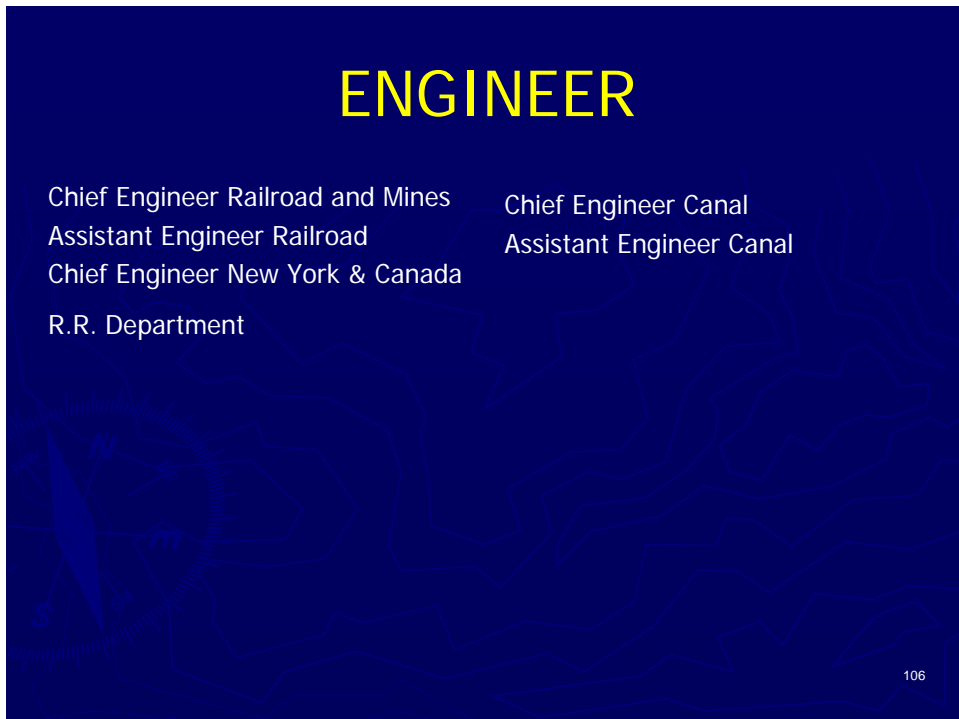 ENGINEER
Chief Engineer Railroad and Mines
Assistant Engineer Railroad
Chief Engineer New York & Canada
R.R. Department
Chief Engineer Canal
Assistant Engineer Canal
N
m
S
106